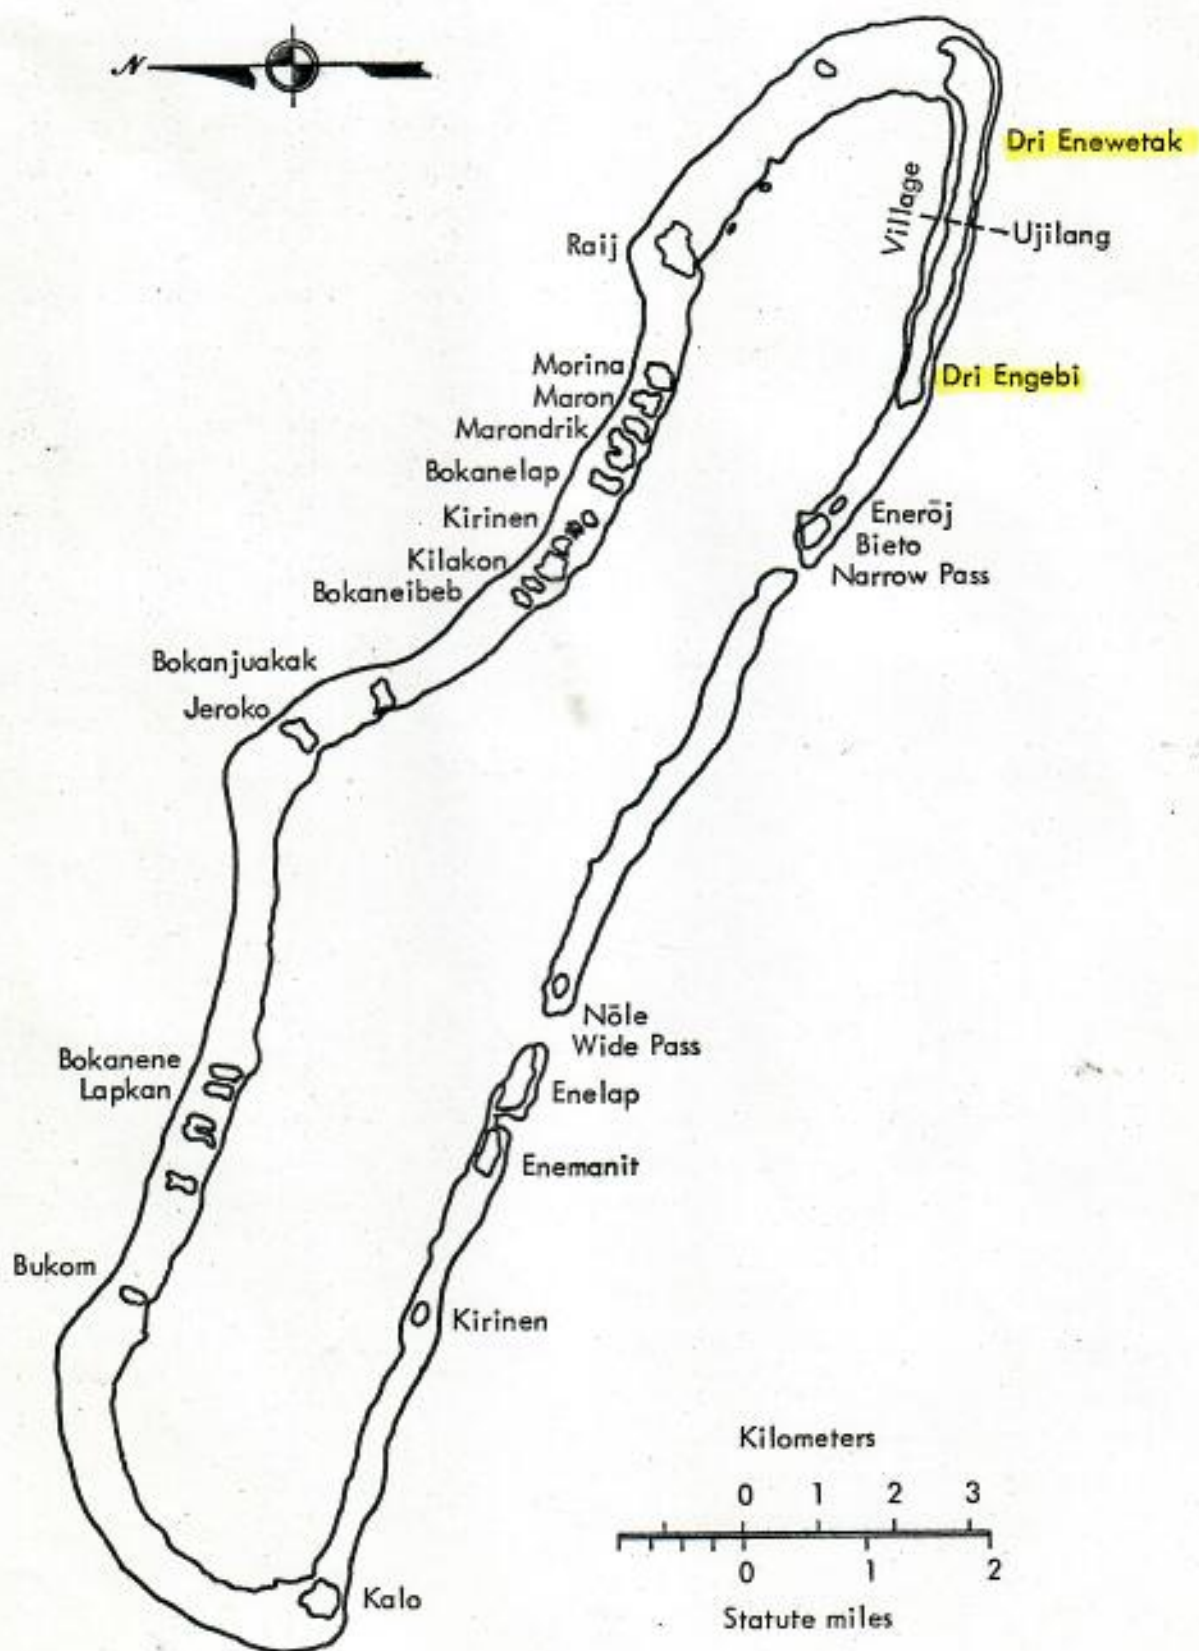 N
Dri Enewetak
Village
Ujilang
Raij
Morina
Maron
Dri Engebi
Marondrik
Bokanelap
Kirinen
Enerōj
Kilakon
Bieto
Bokaneibeb
Narrow Pass
Bokanjuakak
Jeroko
Nōle
Wide Pass
Bokanene
Lapkan
Enelap
Enemanit
Bukom
Kirinen
Kilometers
0 1 2 3
0 1 2
Statute miles
Kalo